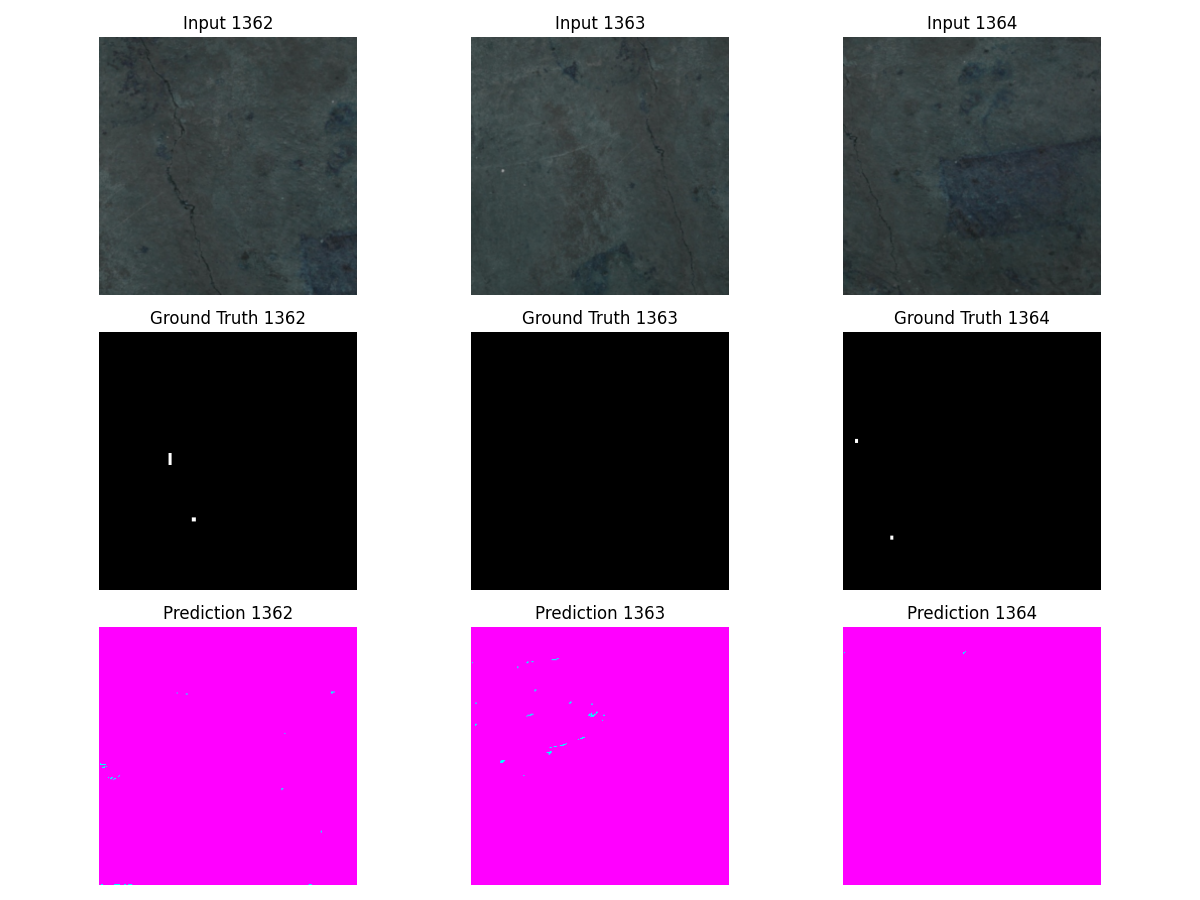 Input 1362
Input 1363
Input 1364
Ground Truth 1362
Ground Truth 1363
Ground Truth 1364
Prediction 1362
Prediction 1363
Prediction 1364